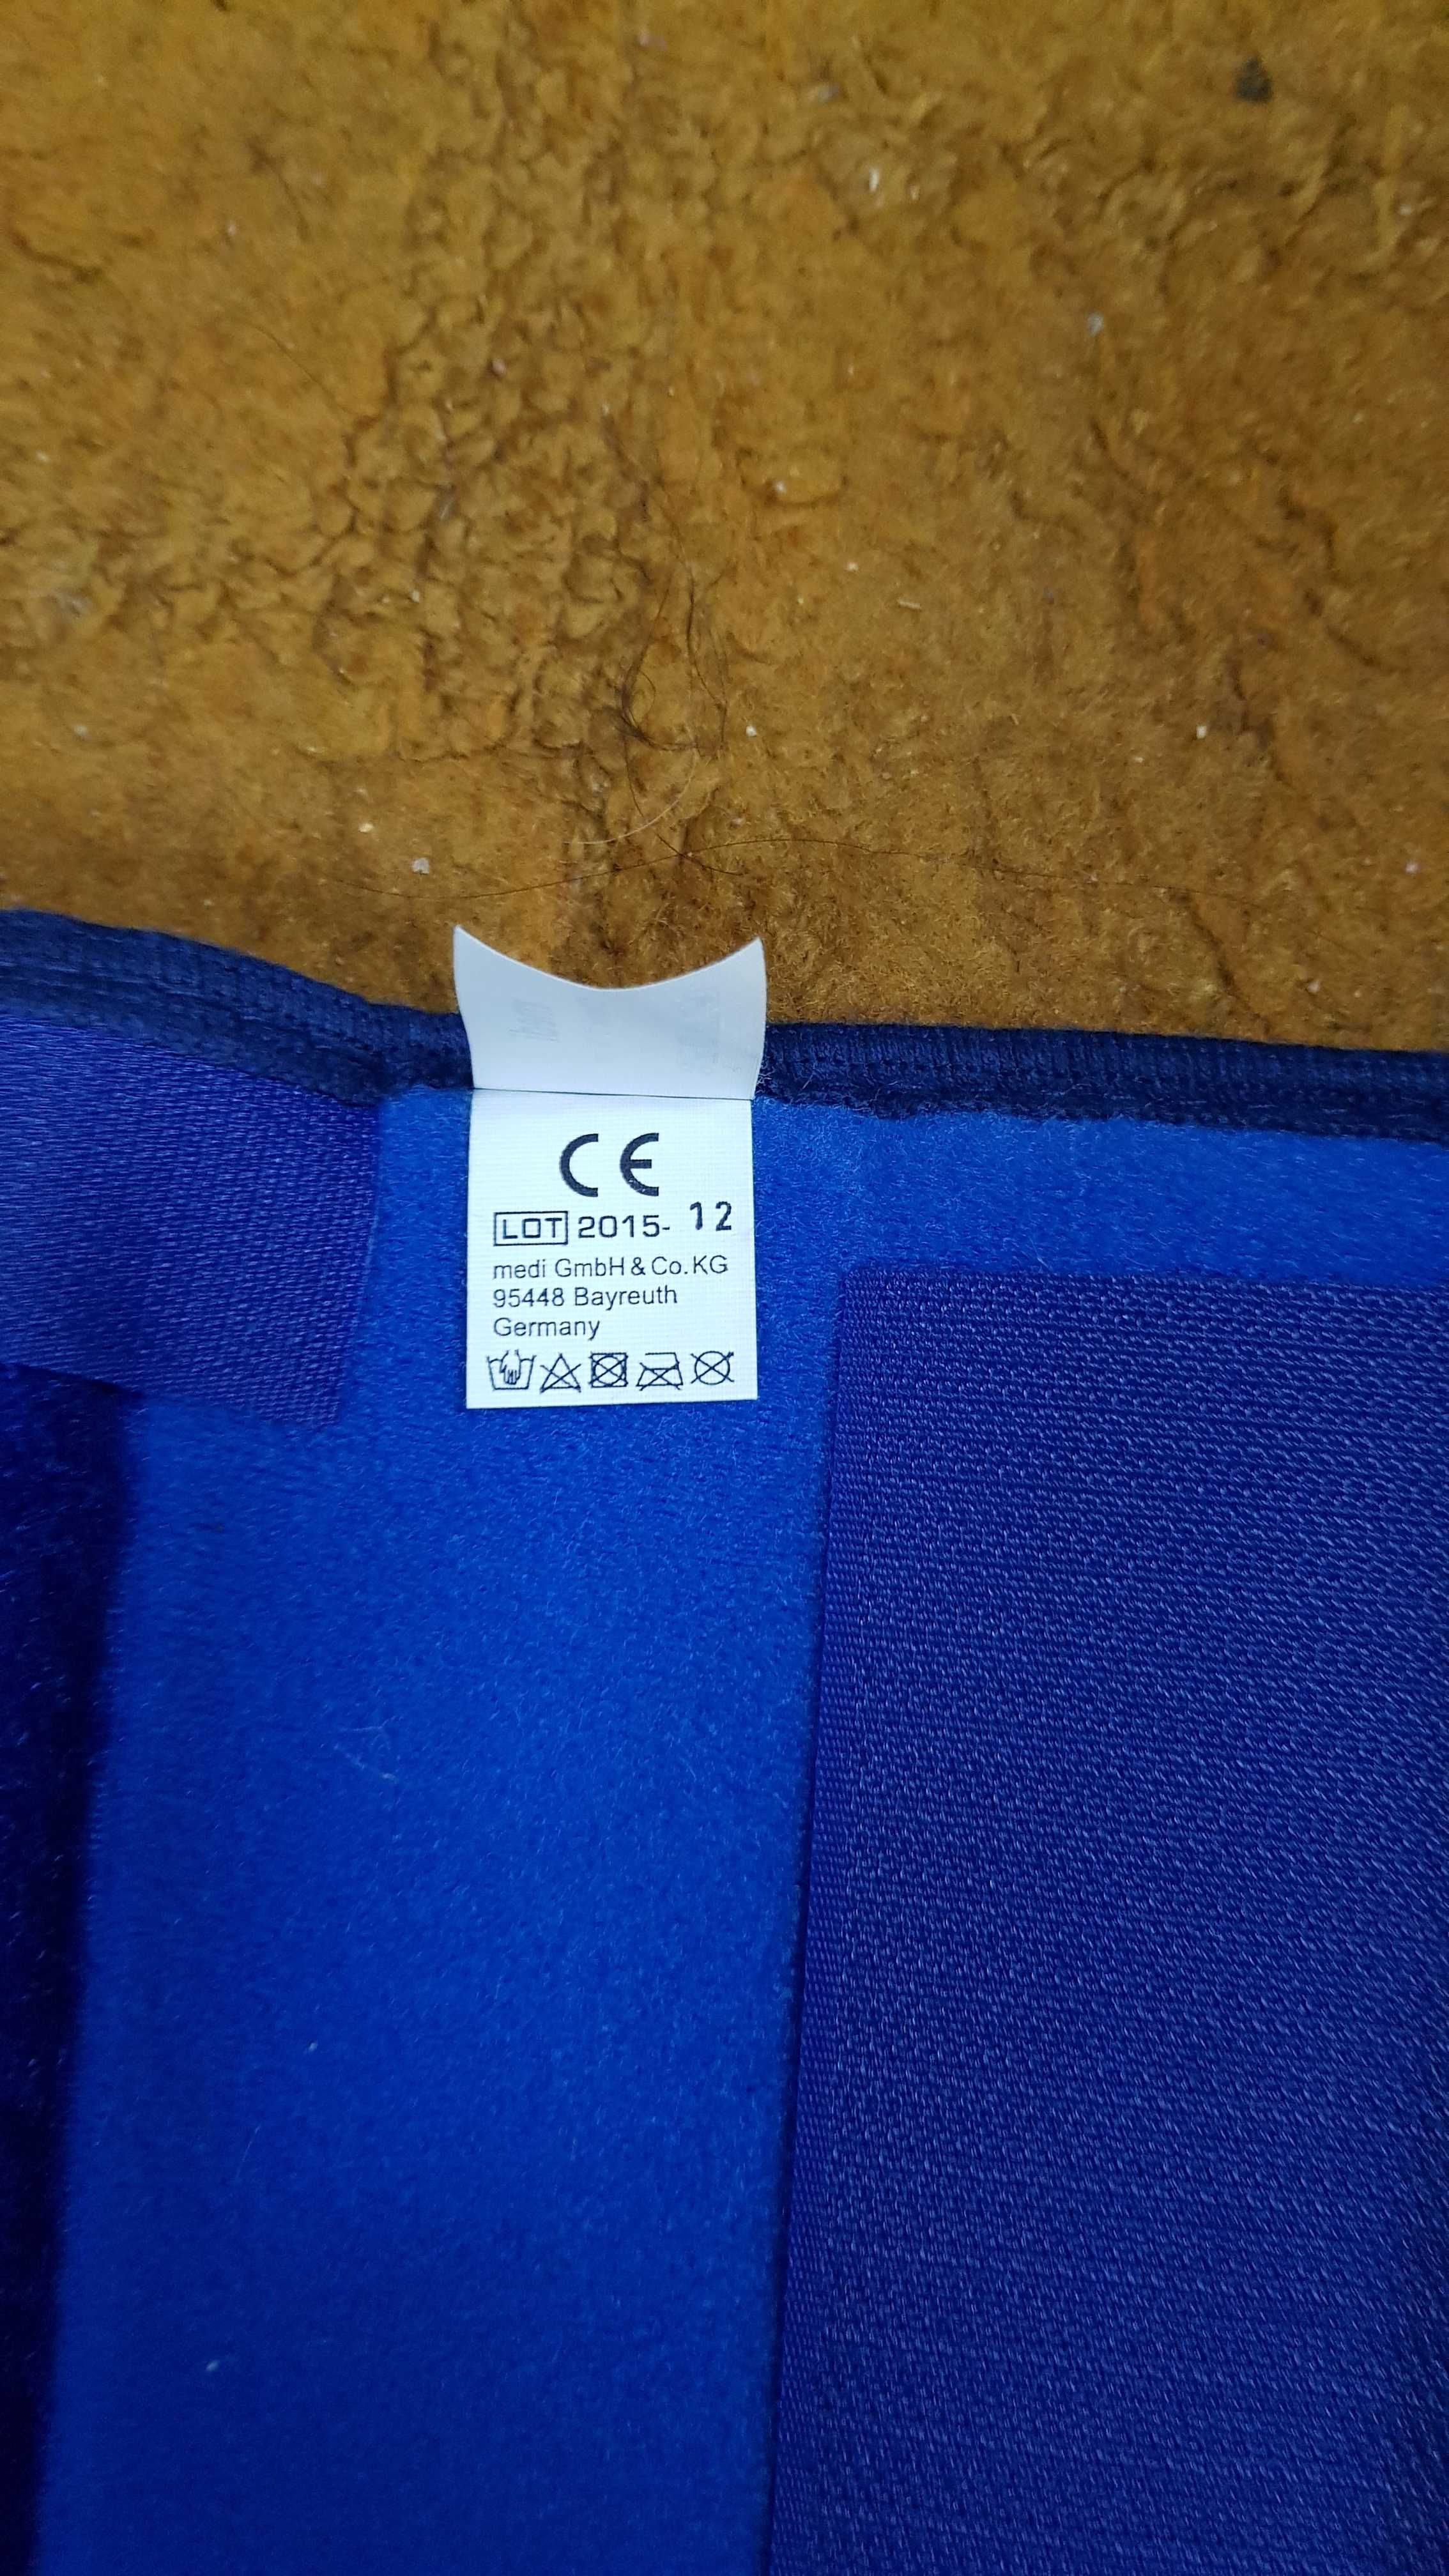 CE
LOT 2015- 12
medi GmbH & Co. KG
95448 Bayreuth
Germany